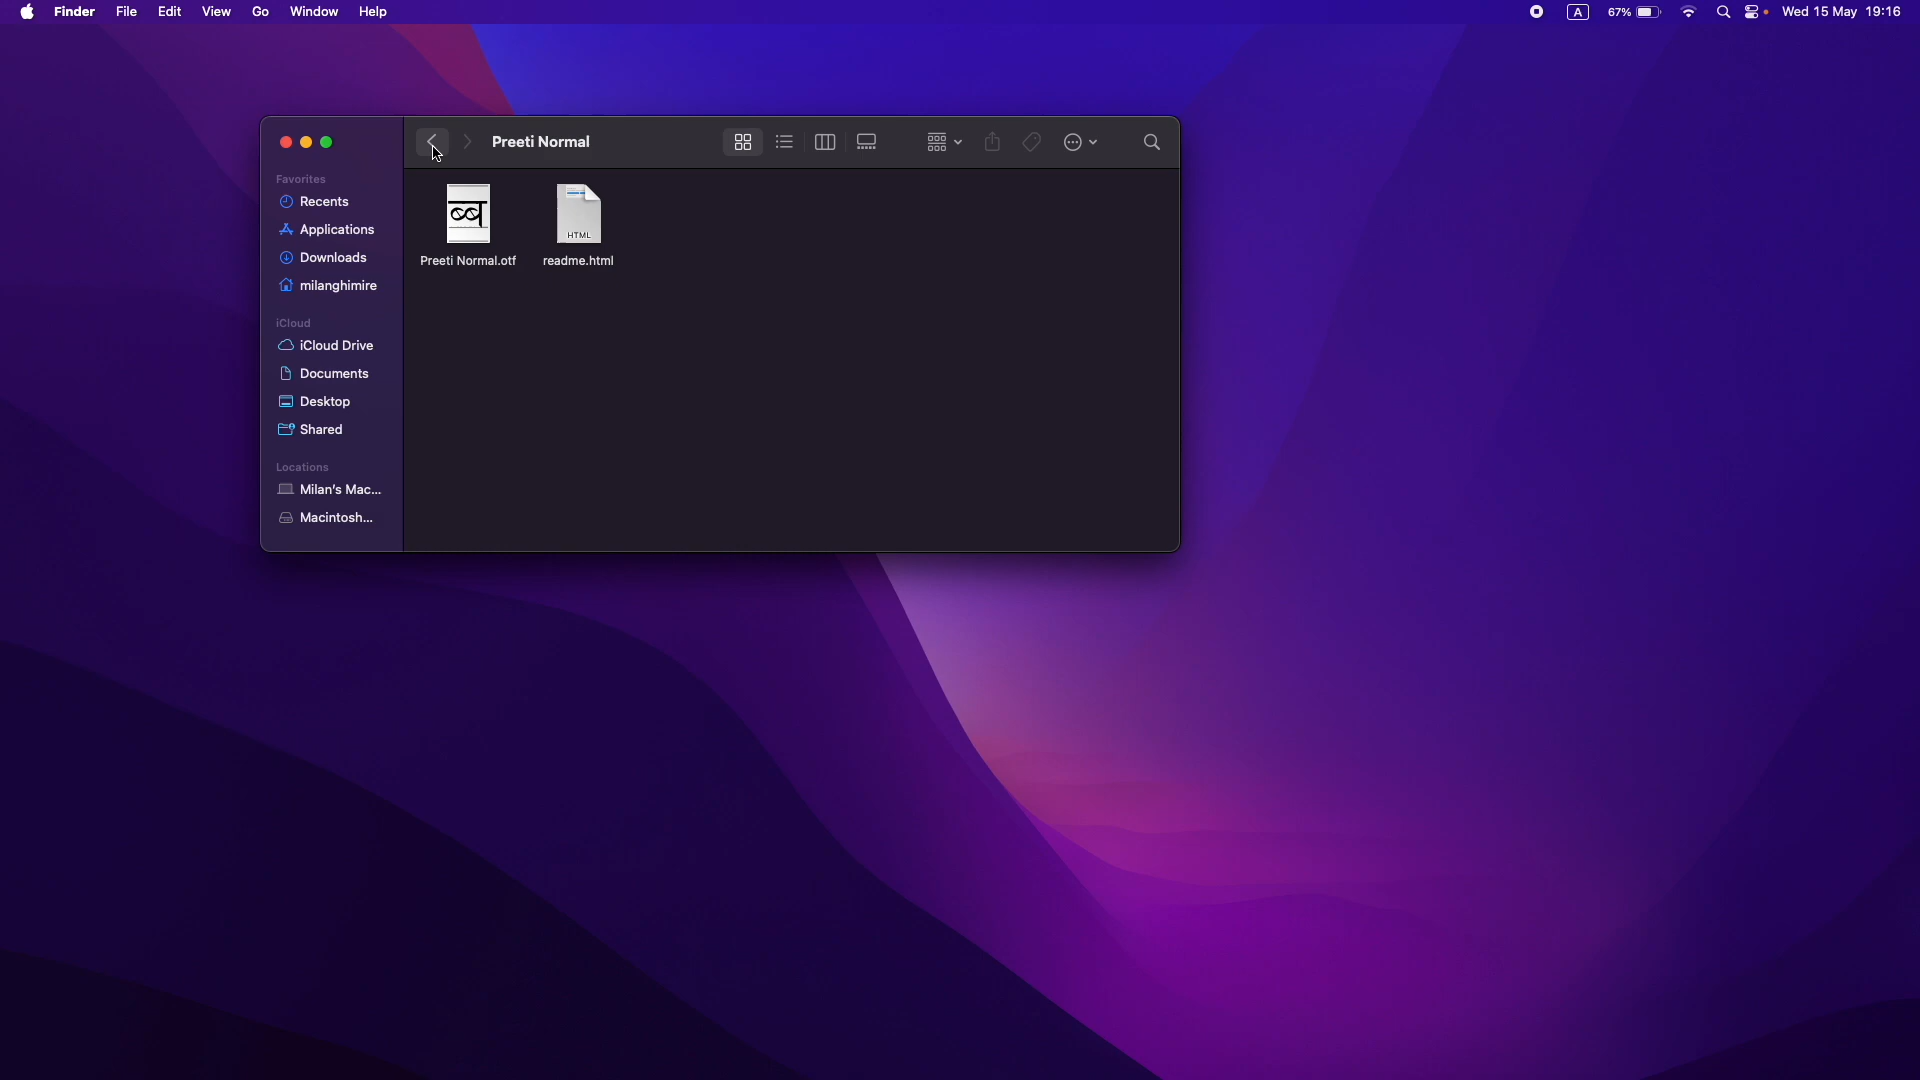 Finder File Edit View Go Window Help A 67% Wed 15 May 19:16
Preeti Normal
Favorites
Recents
Applications
Downloads
milanghimire
iCloud
iCloud Drive
Documents
Desktop
Shared
Locations
Milan's Mac...
Macintosh...
Preeti Normal.otf
HTML
readme.html